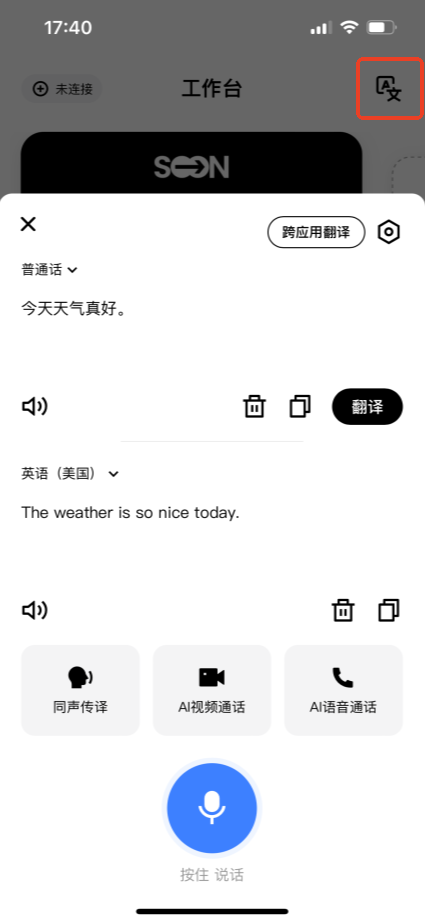 17:40
未连接
工作台
SOON
跨应用翻译
普通话
今天天气真好。
翻译
英语（美国）
The weather is so nice today.
同声传译
AI视频通话
AI语音通话
按住 说话